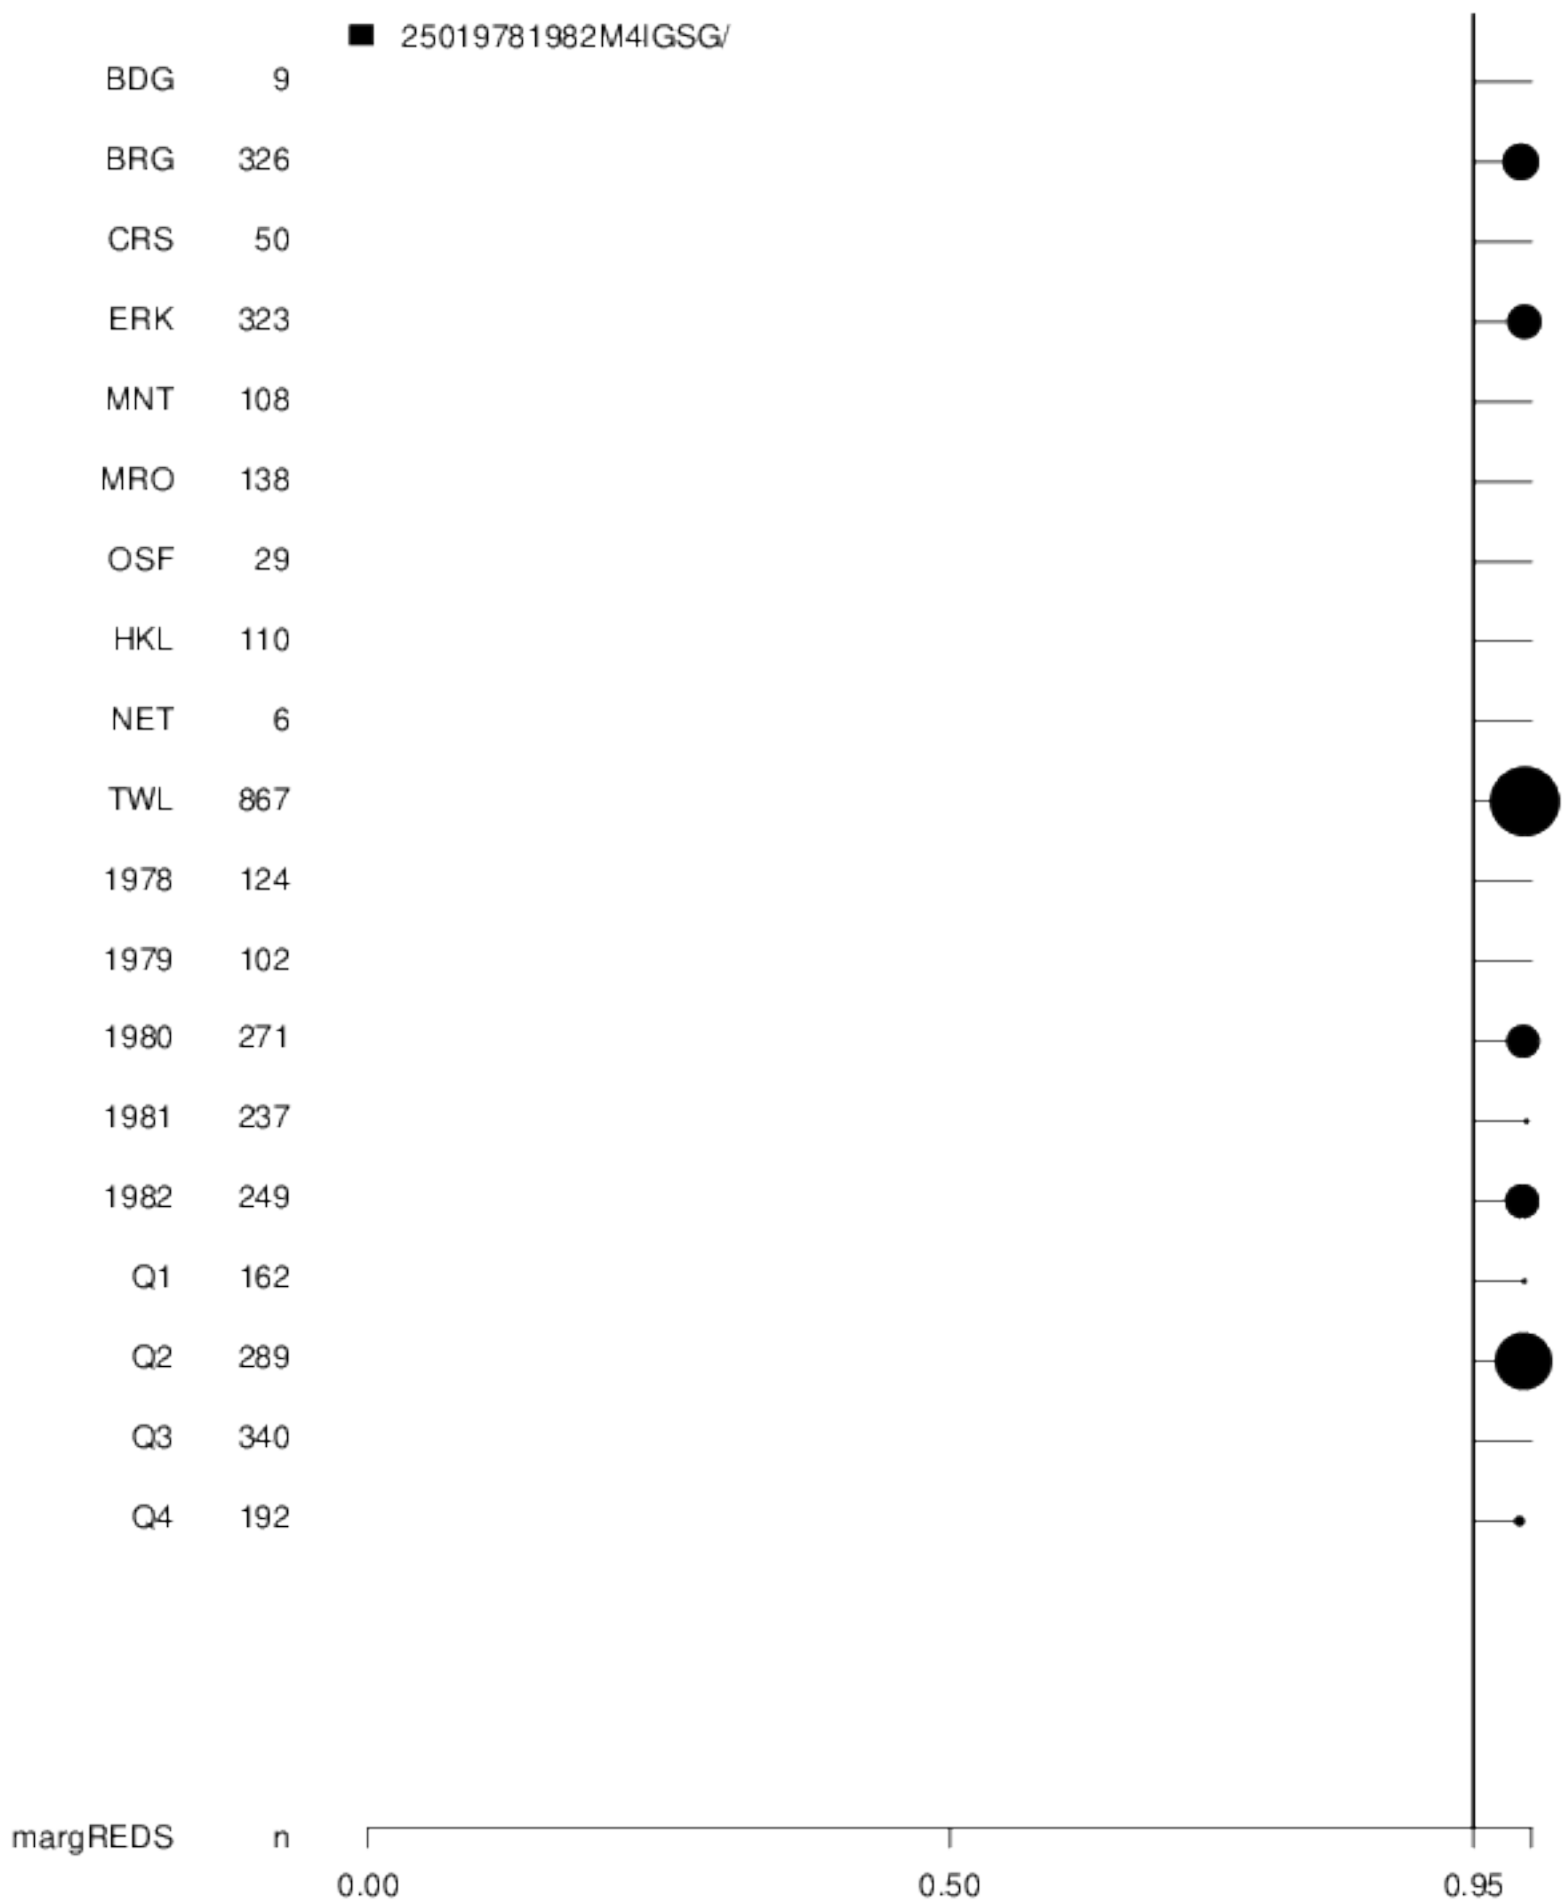 25019781982M4IGSG/
BDG 9
BRG 326
CRS 50
ERK 323
MNT 108
MRO 138
OSF 29
HKL 110
NET 6
TWL 867
1978 124
1979 102
1980 271
1981 237
1982 249
Q1 162
Q2 289
Q3 340
Q4 192
margREDS n
0.00 0.50 0.95